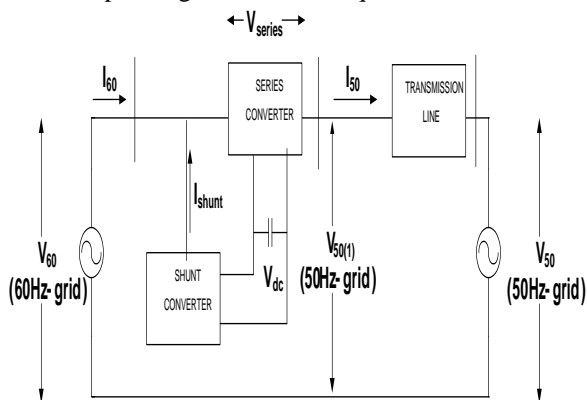 V_series
I_60
SERIES
CONVERTER
I_50
TRANSMISSION
LINE
I_shunt
V_60
(60Hz- grid)
SHUNT
CONVERTER
V_dc
V_50(1)
(50Hz- grid)
V_50
(50Hz- grid)